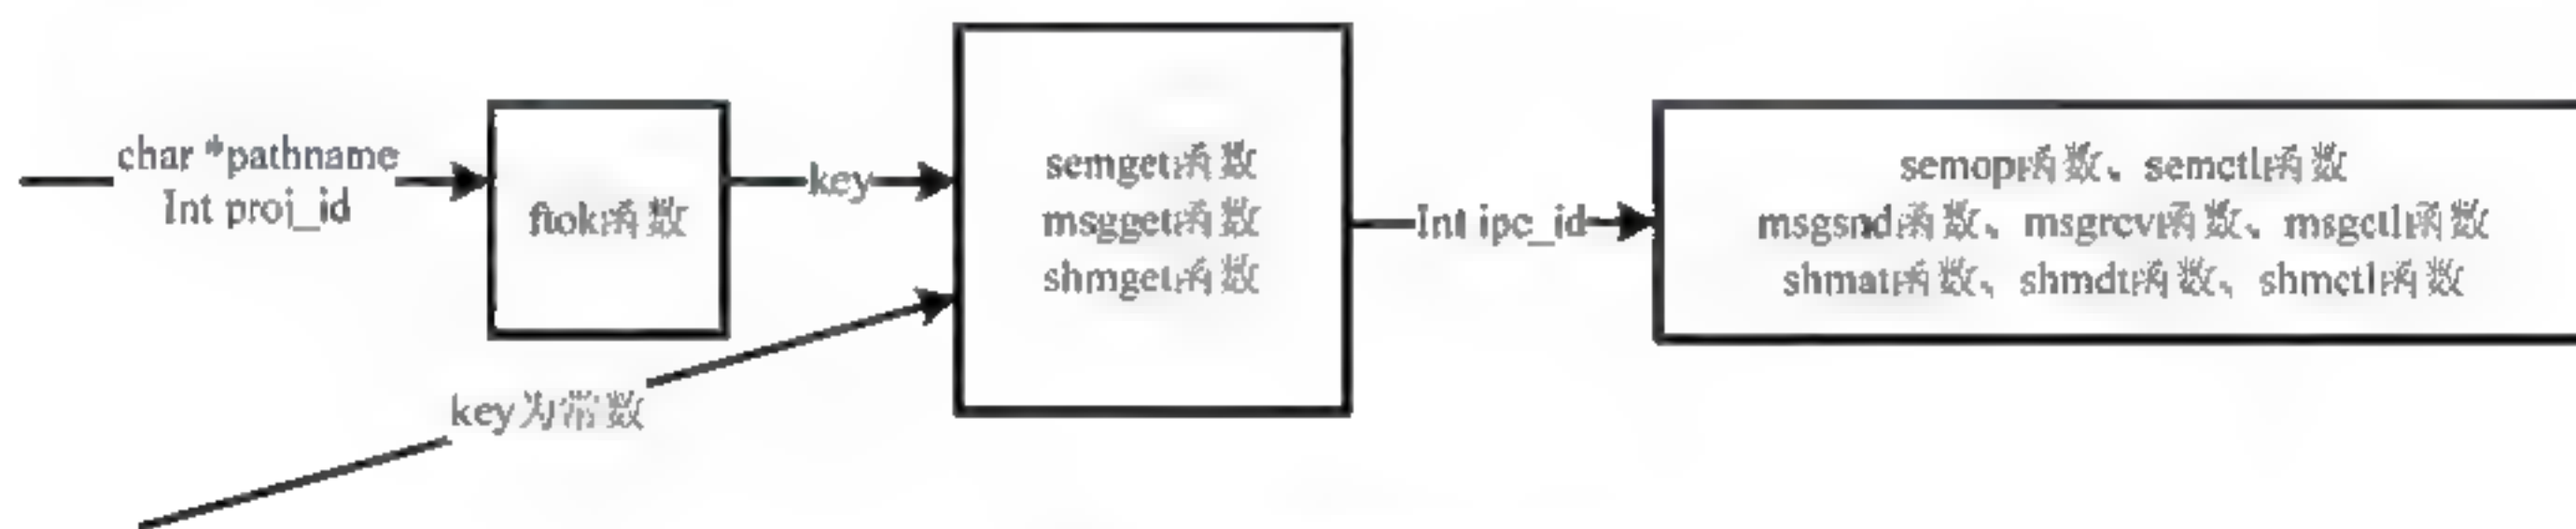 char *pathname
Int proj_id
ftok函数
key
key为常数
semget函数
msgget函数
shmget函数
Int ipc_id
semop函数、semctl函数
msgsnd函数、msgrcv函数、msgctl函数
shmat函数、shmdt函数、shmctl函数